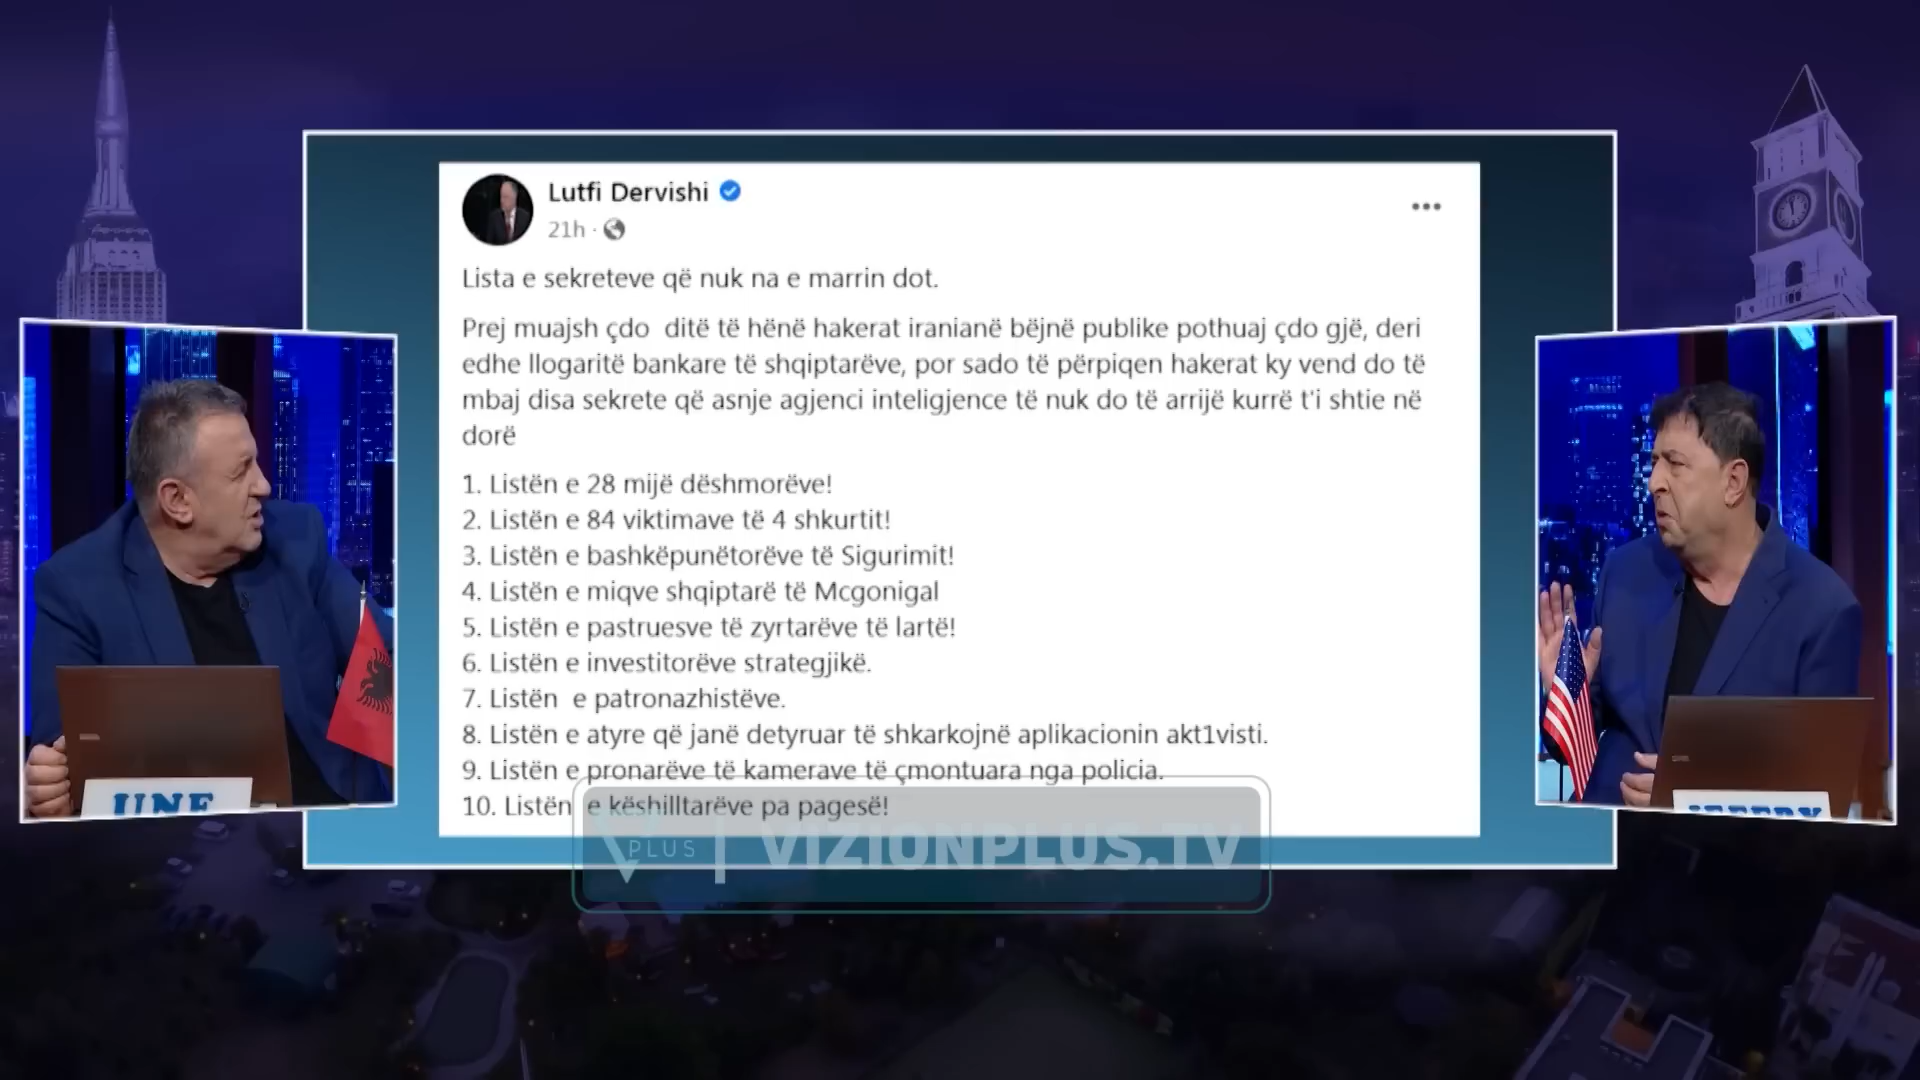 Lutfi Dervishi
21h
Lista e sekreteve që nuk na e marrin dot.
Prej muajsh çdo ditë të hënë hakerat iranianë bëjnë publike pothuaj çdo gjë, deri
edhe llogaritë bankare të shqiptarëve, por sado të përpiqen hakerat ky vend do të
mbaj disa sekrete që asnje agjenci inteligjence të nuk do të arrijë kurrë t'i shtie në
dorë
1. Listën e 28 mijë dëshmorëve!
2. Listën e 84 viktimave të 4 shkurtit!
3. Listën e bashkëpunëtorëve të Sigurimit!
4. Listën e miqve shqiptarë të Mcgonigal
5. Listën e pastruesve të zyrtarëve të lartë!
6. Listën e investitorëve strategjikë.
7. Listën e patronazhistëve.
8. Listën e atyre që janë detyruar të shkarkojnë aplikacionin akt1visti.
9. Listën e pronarëve të kamerave të çmontuara nga policia.
10. Listën e këshilltarëve pa pagesë!
PLUS | VIZIONPLUS.TV
UNE